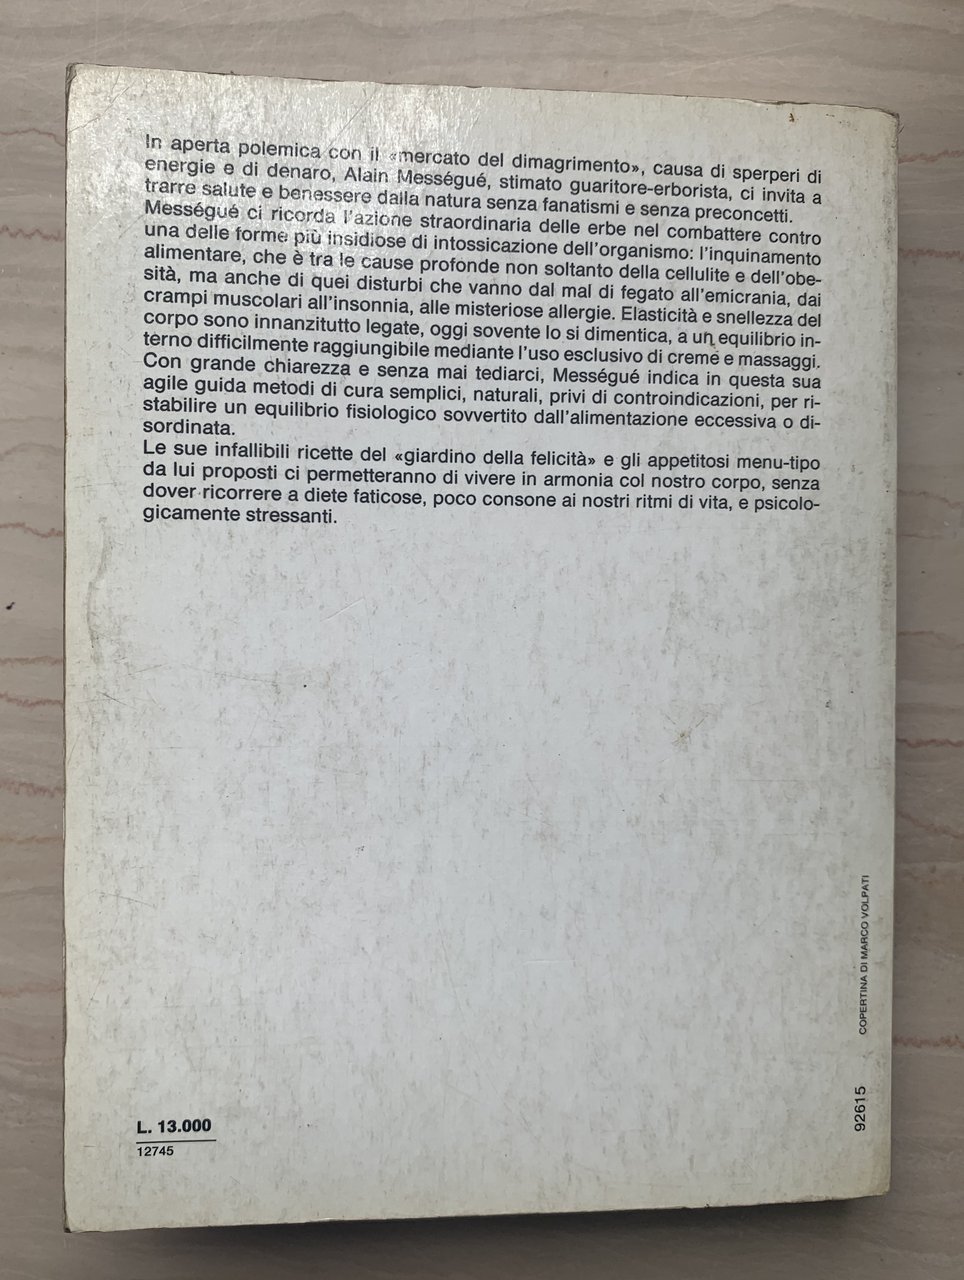 In aperta polemica con il «mercato del dimagrimento», causa di sperperi di
energie e di denaro, Alain Mességué, stimato guaritore-erborista, ci invita a
trarre salute e benessere dalla natura senza fanatismi e senza preconcetti.
Mességué ci ricorda l'azione straordinaria delle erbe nel combattere contro
una delle forme più insidiose di intossicazione dell'organismo: l'inquinamento
alimentare, che è tra le cause profonde non soltanto della cellulite e dell'obe-
sità, ma anche di quei disturbi che vanno dal mal di fegato all'emicrania, dai
crampi muscolari all'insonnia, alle misteriose allergie. Elasticità e snellezza del
corpo sono innanzitutto legate, oggi sovente lo si dimentica, a un equilibrio in-
terno difficilmente raggiungibile mediante l'uso esclusivo di creme e massaggi.
Con grande chiarezza e senza mai tediarci, Mességué indica in questa sua
agile guida metodi di cura semplici, naturali, privi di controindicazioni, per ri-
stabilire un equilibrio fisiologico sovvertito dall'alimentazione eccessiva o di-
sordinata.
Le sue infallibili ricette del «giardino della felicità» e gli appetitosi menu-tipo
da lui proposti ci permetteranno di vivere in armonia col nostro corpo, senza
dover ricorrere a diete faticose, poco consone ai nostri ritmi di vita, e psicolo-
gicamente stressanti.
COPERTINA DI MARCO VOLPATI
92615
L. 13.000
12745